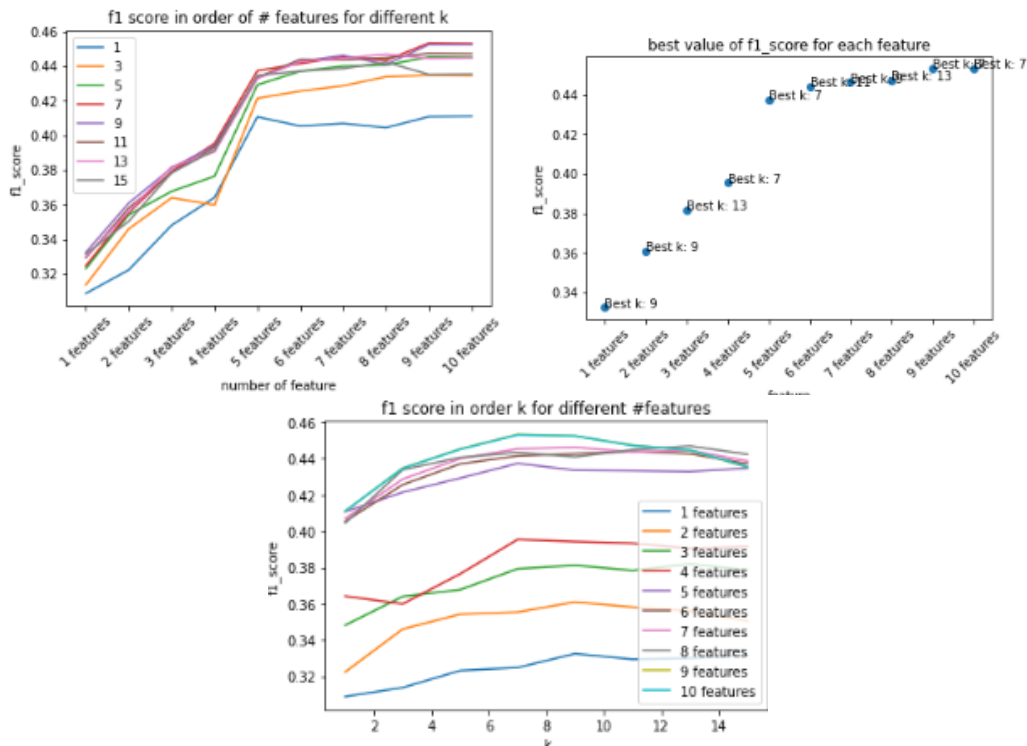 f1 score in order of # features for different k
0.46
0.44
0.42
0.40
0.38
0.36
0.34
0.32
f1_score
1
3
5
7
9
11
13
15
1 features
2 features
3 features
4 features
5 features
6 features
7 features
8 features
9 features
10 features
number of feature
best value of f1_score for each feature
0.44
0.42
0.40
0.38
0.36
0.34
f1_score
Best k: 9
Best k: 9
Best k: 13
Best k: 7
Best k: 7
Best k: 11
Best k:
Best k: 13
Best k:
Best k: 7
1 features
2 features
3 features
4 features
5 features
6 features
7 features
8 features
9 features
10 features
feature
f1 score in order k for different #features
0.46
0.44
0.42
0.40
0.38
0.36
0.34
0.32
f1_score
1 features
2 features
3 features
4 features
5 features
6 features
7 features
8 features
9 features
10 features
2
4
6
8
10
12
14
k